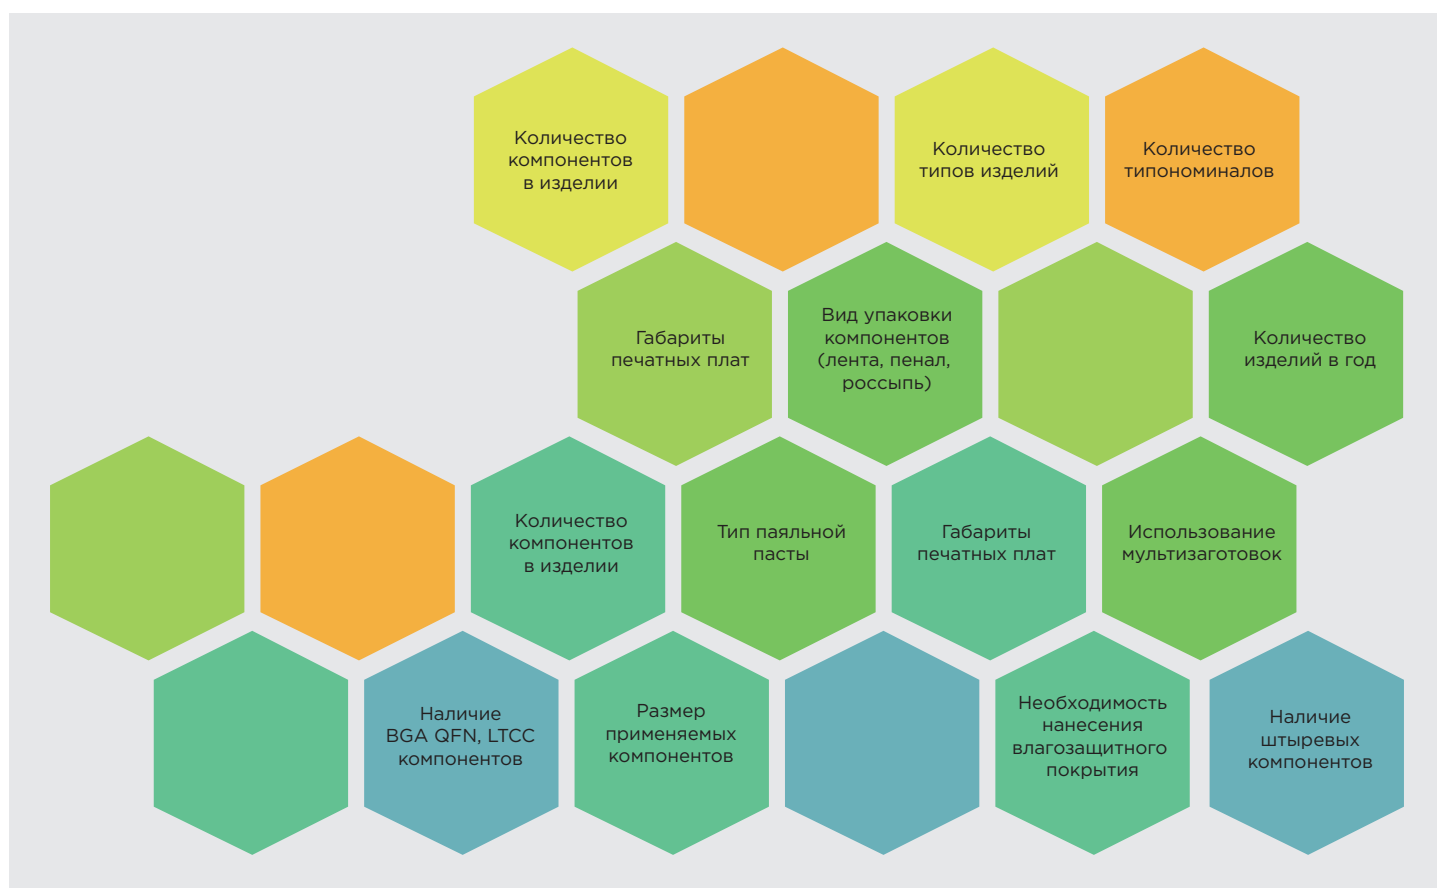 Количество
компонентов
в изделии
Количество
типов изделий
Количество
типономиналов
Габариты
печатных плат
Вид упаковки
компонентов
(лента, пенал,
россыпь)
Количество
изделий в год
Количество
компонентов
в изделии
Тип паяльной
пасты
Габариты
печатных плат
Использование
мультизаготовок
Наличие
BGA QFN, LTCC
компонентов
Размер
применяемых
компонентов
Необходимость
нанесения
влагозащитного
покрытия
Наличие
штыревых
компонентов